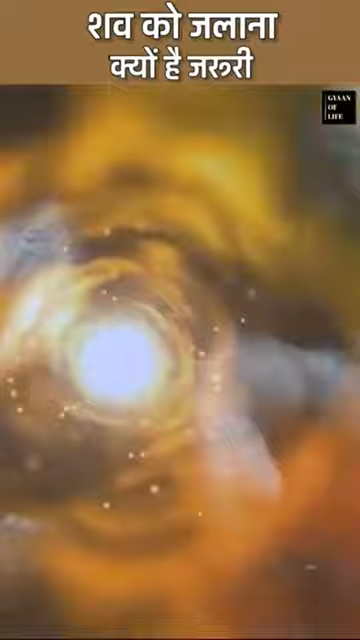 शव को जलाना
क्यों है जरुरी
GYAAN
OF
LIFE